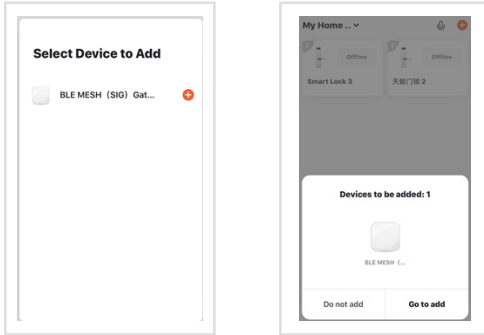 Select Device to Add
BLE MESH (SIG) Gat...
My Home .. 
Offline
Offline
Smart Lock 3
天能门锁 2
Devices to be added: 1
BLE MESH (...
Do not add
Go to add